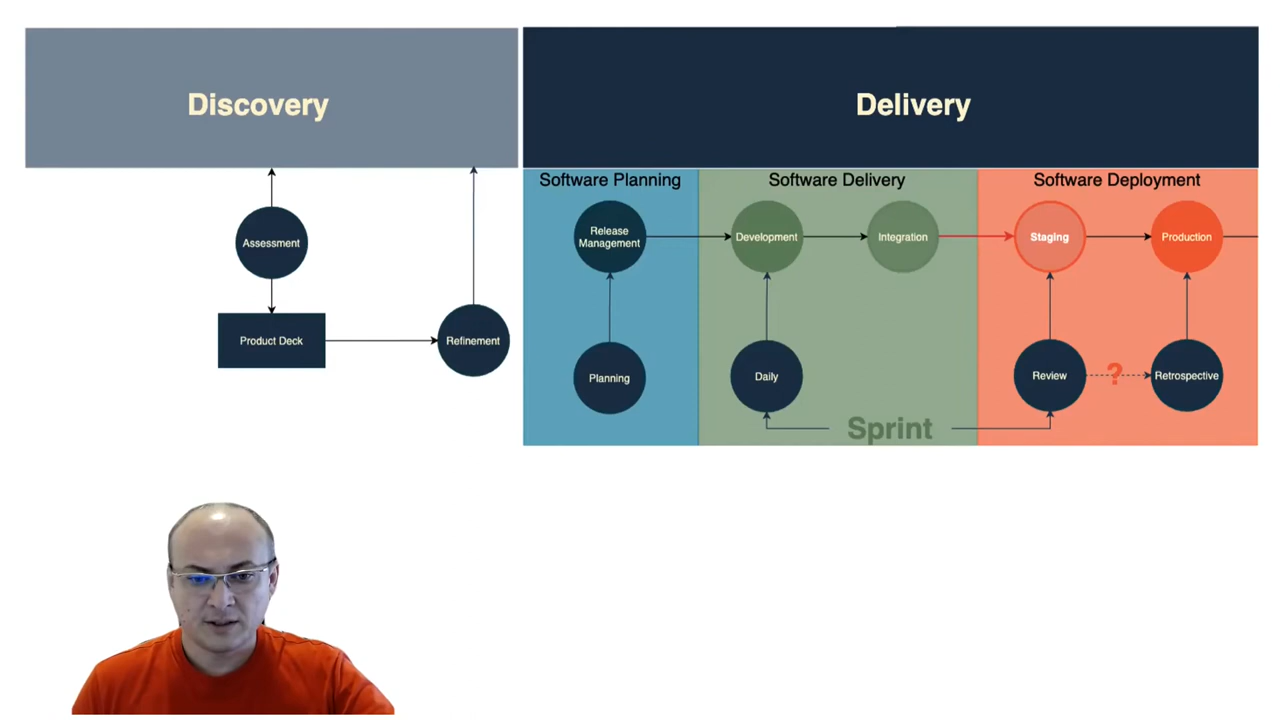 Discovery
Delivery
Software Planning
Software Delivery
Software Deployment
Assessment
Release
Management
Development
Integration
Staging
Production
Product Deck
Refinement
Planning
Daily
Review
?
Retrospective
Sprint